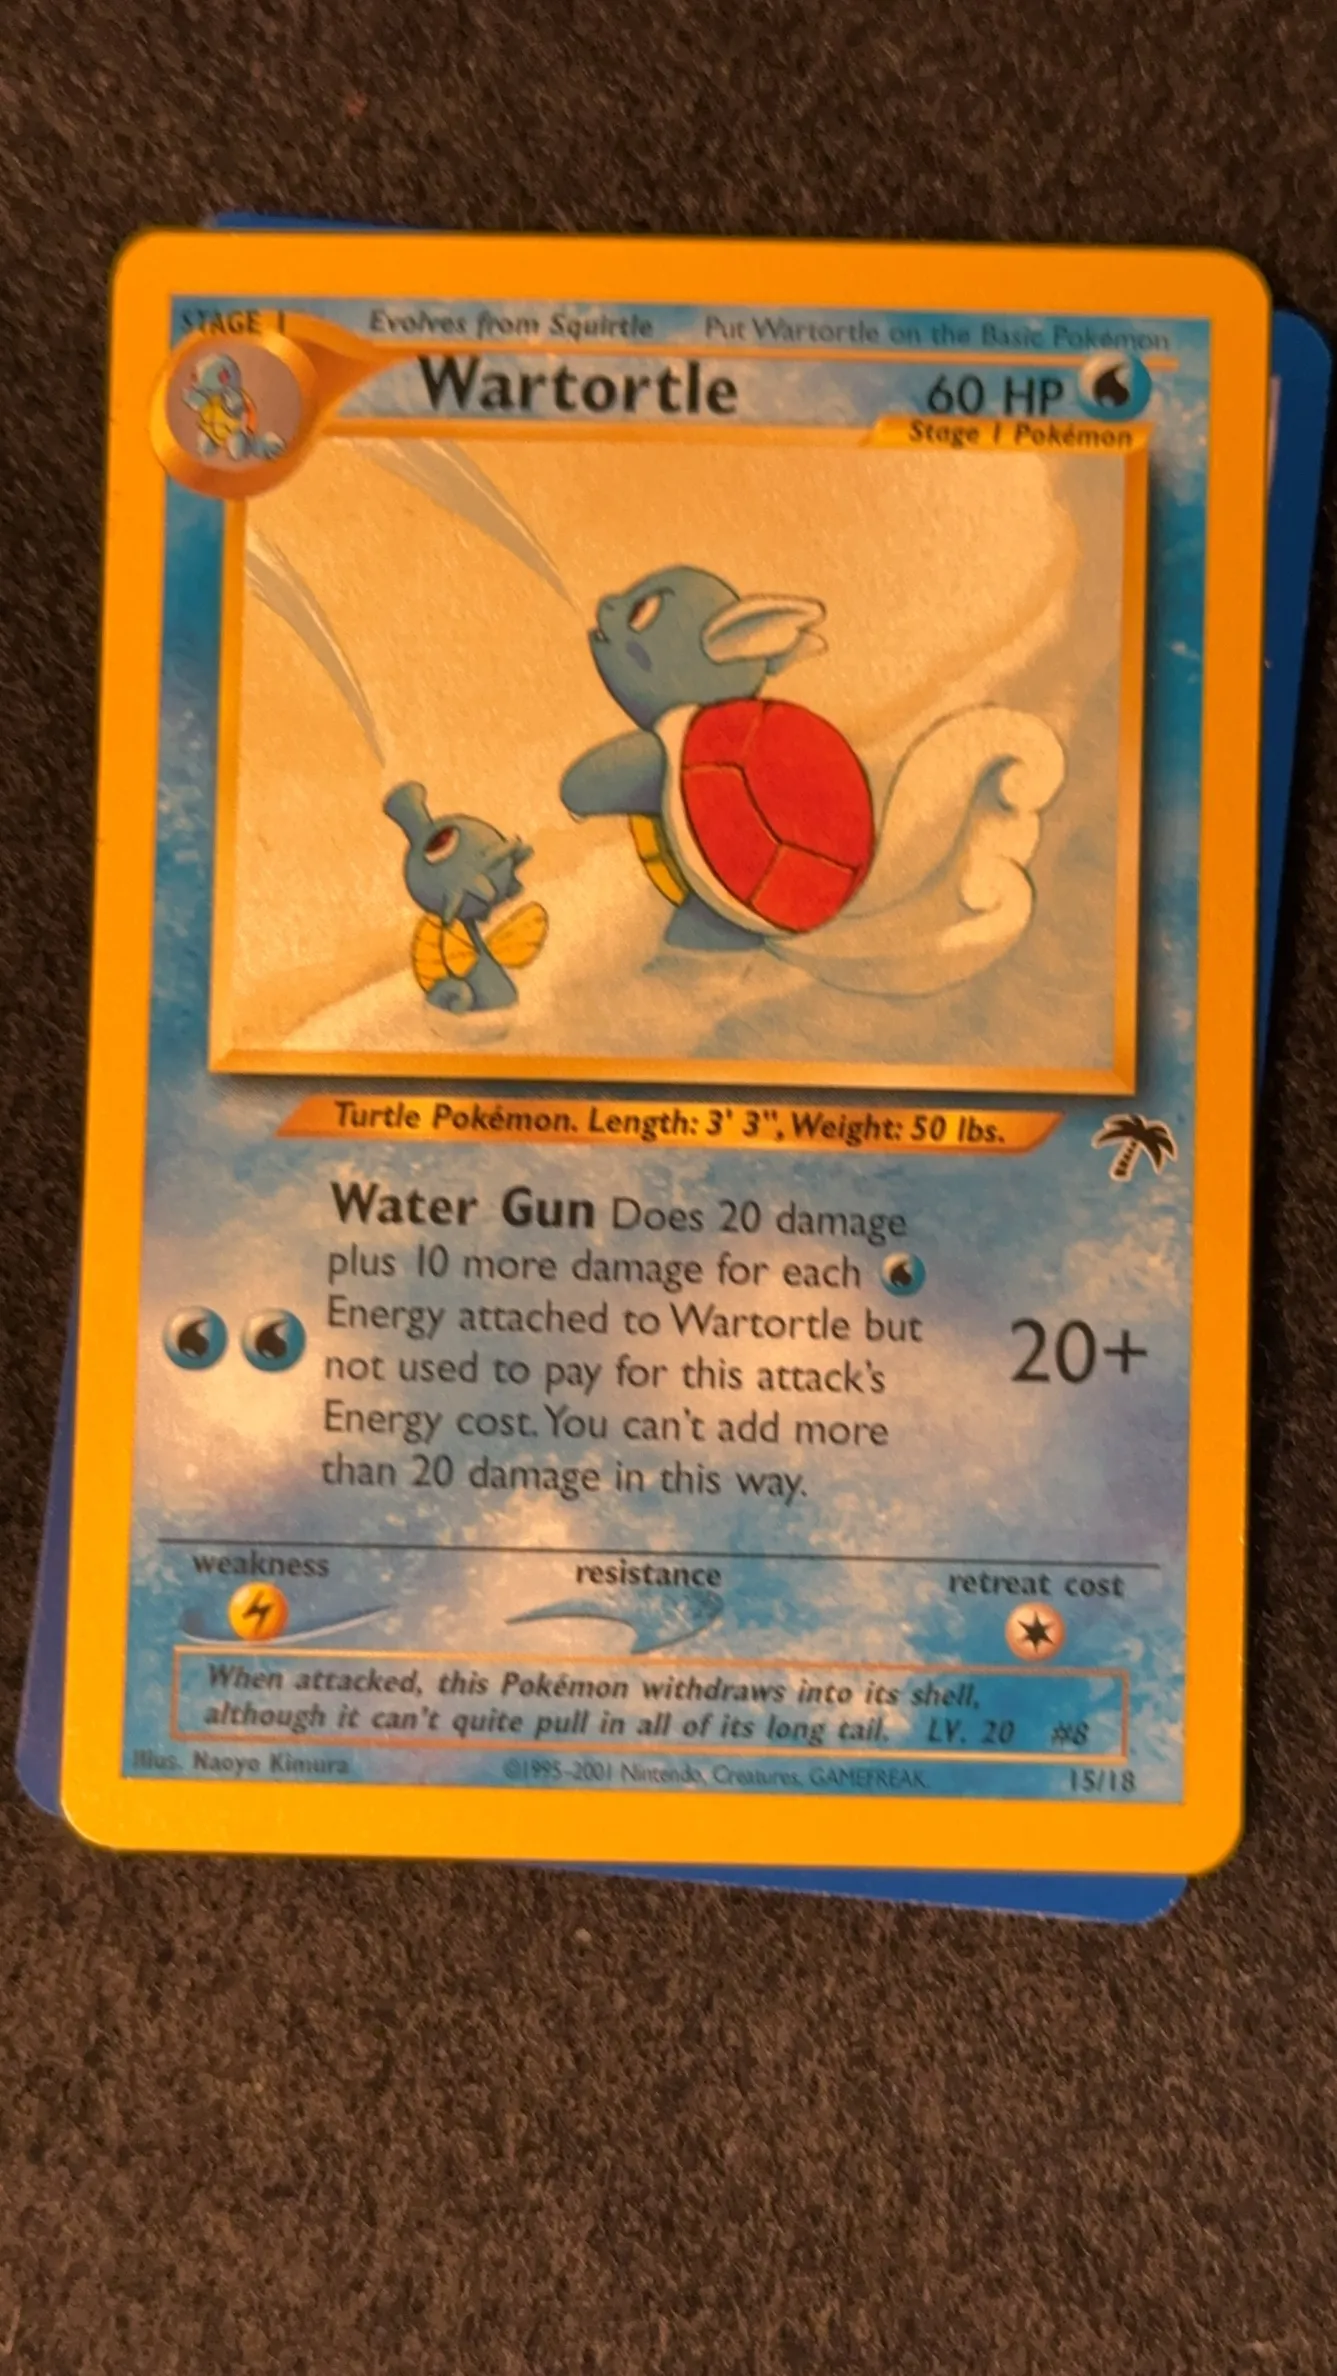 STAGE 1 Evolves from Squirtle Put Wartortle on the Basic Pokémon
Wartortle 60 HP
Stage 1 Pokémon
Turtle Pokémon. Length: 3' 3", Weight: 50 lbs.
Water Gun Does 20 damage
plus 10 more damage for each
Energy attached to Wartortle but
not used to pay for this attack's
Energy cost. You can't add more
than 20 damage in this way.
20+
weakness resistance retreat cost
When attacked, this Pokémon withdraws into its shell,
although it can't quite pull in all of its long tail. LV. 20 #8
Illus. Naoyo Kimura ©1995-2001 Nintendo, Creatures, GAMEFREAK. 15/18